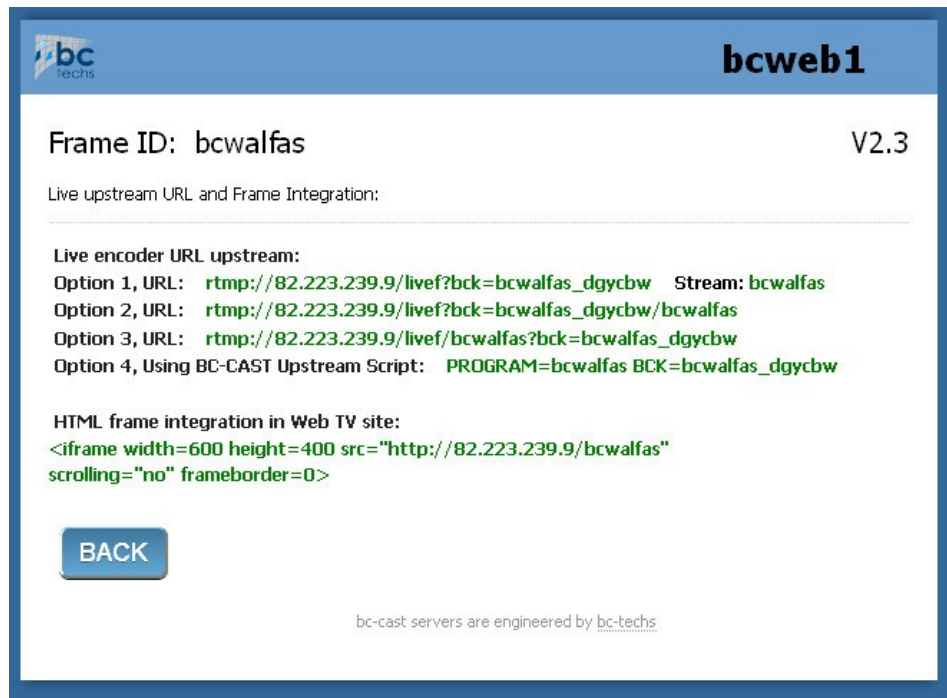 bc
techs
bcweb1
Frame ID: bcwalfas
V2.3
Live upstream URL and Frame Integration:
Live encoder URL upstream:
Option 1, URL: rtmp://82.223.239.9/livef?bck=bcwalfas_dgycbw Stream: bcwalfas
Option 2, URL: rtmp://82.223.239.9/livef?bck=bcwalfas_dgycbw/bcwalfas
Option 3, URL: rtmp://82.223.239.9/livef/bcwalfas?bck=bcwalfas_dgycbw
Option 4, Using BC-CAST Upstream Script: PROGRAM=bcwalfas BCK=bcwalfas_dgycbw
HTML frame integration in Web TV site:
<iframe width=600 height=400 src="http://82.223.239.9/bcwalfas"
scrolling="no" frameborder=0>
BACK
bc-cast servers are engineered by bc-techs